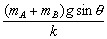 (m_A + m_B) g sin θ
k